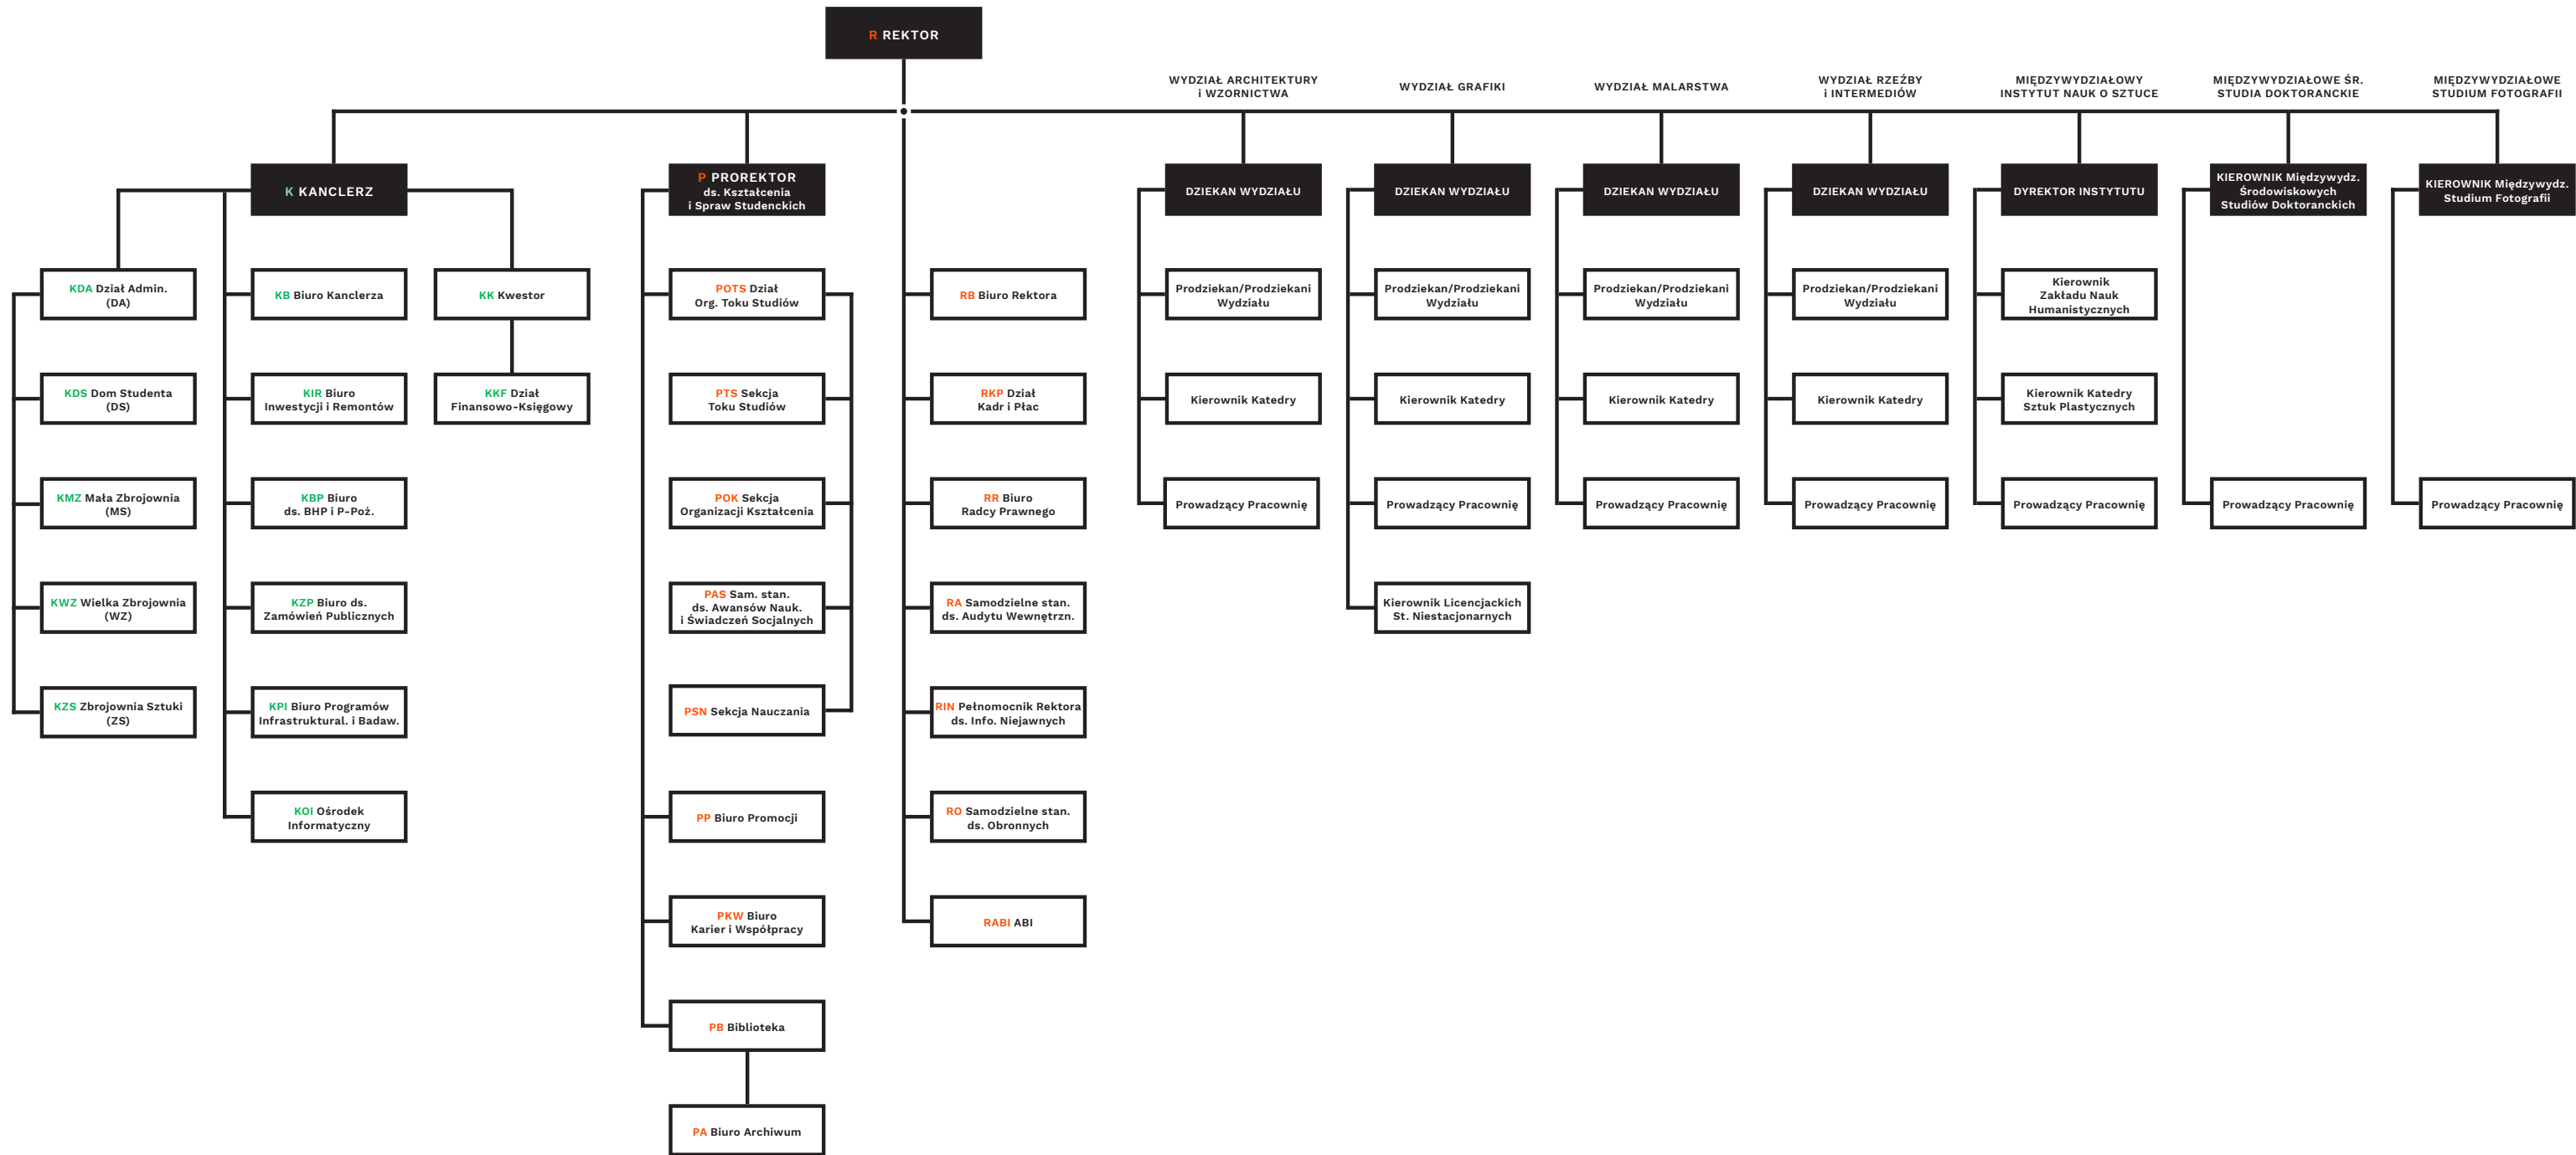 R REKTOR
WYDZIAŁ ARCHITEKTURY
i WZORNICTWA
WYDZIAŁ GRAFIKI
WYDZIAŁ MALARSTWA
WYDZIAŁ RZEŹBY
i INTERMEDIÓW
MIĘDZYWYDZIAŁOWY
INSTYTUT NAUK O SZTUCE
MIĘDZYWYDZIAŁOWE ŚR.
STUDIA DOKTORANCKIE
MIĘDZYWYDZIAŁOWE
STUDIUM FOTOGRAFII
K KANCLERZ
P PROREKTOR
ds. Kształcenia
i Spraw Studenckich
DZIEKAN WYDZIAŁU
DZIEKAN WYDZIAŁU
DZIEKAN WYDZIAŁU
DZIEKAN WYDZIAŁU
DYREKTOR INSTYTUTU
KIEROWNIK Międzywydz.
Środowiskowych
Studiów Doktoranckich
KIEROWNIK Międzywydz.
Studium Fotografii
KDA Dział Admin.
(DA)
KB Biuro Kanclerza
KK Kwestor
POTS Dział
Org. Toku Studiów
RB Biuro Rektora
Prodziekan/Prodziekani
Wydziału
Prodziekan/Prodziekani
Wydziału
Prodziekan/Prodziekani
Wydziału
Prodziekan/Prodziekani
Wydziału
Kierownik
Zakładu Nauk
Humanistycznych
KDS Dom Studenta
(DS)
KIR Biuro
Inwestycji i Remontów
KKF Dział
Finansowo-Księgowy
PTS Sekcja
Toku Studiów
RKP Dział
Kadr i Płac
Kierownik Katedry
Kierownik Katedry
Kierownik Katedry
Kierownik Katedry
Kierownik Katedry
Sztuk Plastycznych
KMZ Mała Zbrojownia
(MS)
KBP Biuro
ds. BHP i P-Poż.
POK Sekcja
Organizacji Kształcenia
RR Biuro
Radcy Prawnego
Prowadzący Pracownię
Prowadzący Pracownię
Prowadzący Pracownię
Prowadzący Pracownię
Prowadzący Pracownię
Prowadzący Pracownię
Prowadzący Pracownię
KWZ Wielka Zbrojownia
(WZ)
KZP Biuro ds.
Zamówień Publicznych
PAS Sam. stan.
ds. Awansów Nauk.
i Świadczeń Socjalnych
RA Samodzielne stan.
ds. Audytu Wewnętrzn.
Kierownik Licencjackich
St. Niestacjonarnych
KZS Zbrojownia Sztuki
(ZS)
KPI Biuro Programów
Infrastruktural. i Badaw.
PSN Sekcja Nauczania
RIN Pełnomocnik Rektora
ds. Info. Niejawnych
KOI Ośrodek
Informatyczny
PP Biuro Promocji
RO Samodzielne stan.
ds. Obronnych
PKW Biuro
Karier i Współpracy
RABI ABI
PB Biblioteka
PA Biuro Archiwum